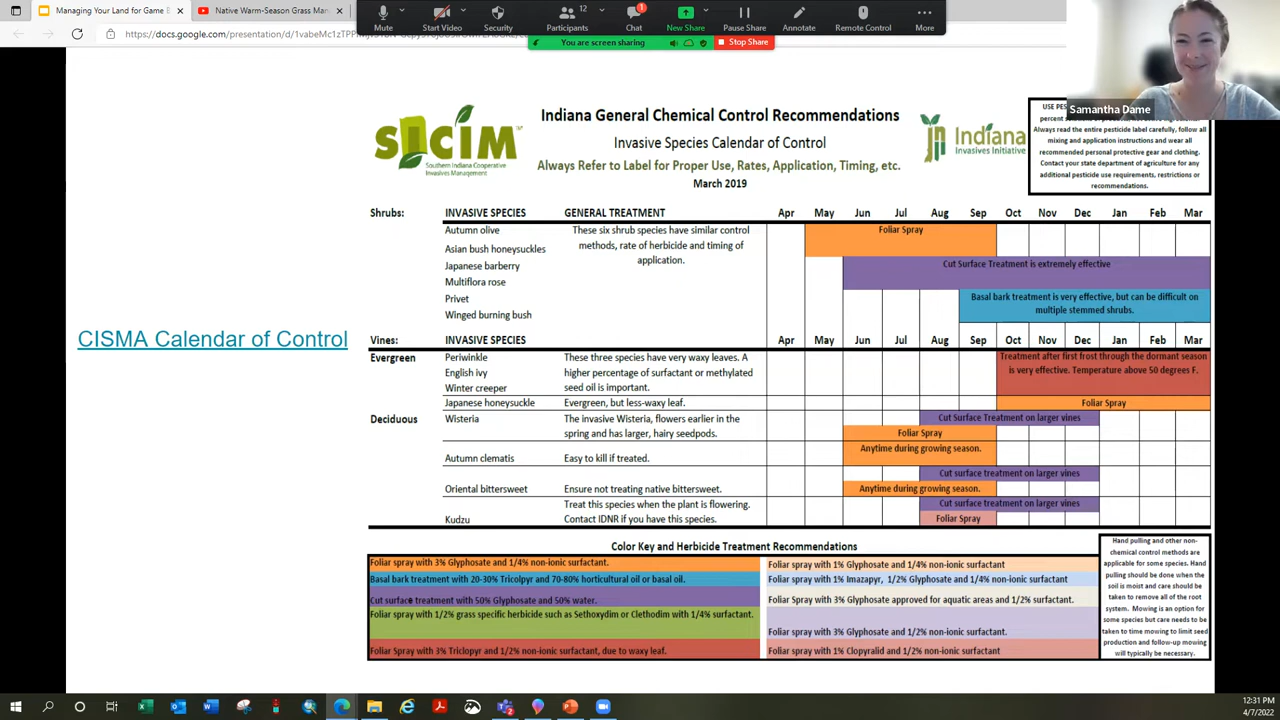 Managing Your Land for Game B
Native Warm-Season Grass Man
Mute
Start Video
Security
12
Participants
1
Chat
New Share
Pause Share
Annotate
Remote Control
More
You are screen sharing
Stop Share
Samantha Dame
SICIM
Southern Indiana Cooperative
Invasives Management
Indiana General Chemical Control Recommendations
Invasive Species Calendar of Control
Always Refer to Label for Proper Use, Rates, Application, Timing, etc.
March 2019
Indiana
Invasives Initiative
USE PES
percent
Always read the entire pesticide label carefully, follow all
mixing and application instructions and wear all
recommended personal protective gear and clothing.
Contact your state department of agriculture for any
additional pesticide use requirements, restrictions or
recommendations.
Shrubs: INVASIVE SPECIES GENERAL TREATMENT Apr May Jun Jul Aug Sep Oct Nov Dec Jan Feb Mar
Autumn olive
Asian bush honeysuckles
Japanese barberry
Multiflora rose
Privet
Winged burning bush
These six shrub species have similar control
methods, rate of herbicide and timing of
application.
Foliar Spray
Cut Surface Treatment is extremely effective
Basal bark treatment is very effective, but can be difficult on
multiple stemmed shrubs.
CISMA Calendar of Control
Vines: INVASIVE SPECIES Apr May Jun Jul Aug Sep Oct Nov Dec Jan Feb Mar
Evergreen
Periwinkle
English ivy
Winter creeper
These three species have very waxy leaves. A
higher percentage of surfactant or methylated
seed oil is important.
Treatment after first frost through the dormant season
is very effective. Temperature above 50 degrees F.
Japanese honeysuckle Evergreen, but less-waxy leaf. Foliar Spray
Deciduous
Wisteria
The invasive Wisteria, flowers earlier in the
spring and has larger, hairy seedpods.
Cut Surface Treatment on larger vines
Foliar Spray
Anytime during growing season.
Autumn clematis Easy to kill if treated.
Cut surface treatment on larger vines
Oriental bittersweet Ensure not treating native bittersweet. Anytime during growing season.
Treat this species when the plant is flowering.
Cut surface treatment on larger vines
Kudzu Contact IDNR if you have this species. Foliar Spray
Color Key and Herbicide Treatment Recommendations
Foliar spray with 3% Glyphosate and 1/4% non-ionic surfactant.
Basal bark treatment with 20-30% Tricolpyr and 70-80% horticultural oil or basal oil.
Cut surface treatment with 50% Glyphosate and 50% water.
Foliar spray with 1/2% grass specific herbicide such as Sethoxydim or Clethodim with 1/4% surfactant.
Foliar Spray with 3% Triclopyr and 1/2% non-ionic surfactant, due to waxy leaf.
Foliar spray with 1% Glyphosate and 1/4% non-ionic surfactant
Foliar spray with 1% Imazapyr, 1/2% Glyphosate and 1/4% non-ionic surfactant
Foliar Spray with 3% Glyphosate approved for aquatic areas and 1/2% surfactant.
Foliar spray with 3% Glyphosate and 1/2% non-ionic surfactant.
Foliar spray with 1% Clopyralid and 1/2% non-ionic surfactant
Hand pulling and other non-
chemical control methods are
applicable for some species. Hand
pulling should be done when the
soil is moist and care should be
taken to remove all of the root
system. Mowing is an option for
some species but care needs to be
taken to time mowing to limit seed
production and follow-up mowing
will typically be necessary.
12:31 PM
4/7/2022